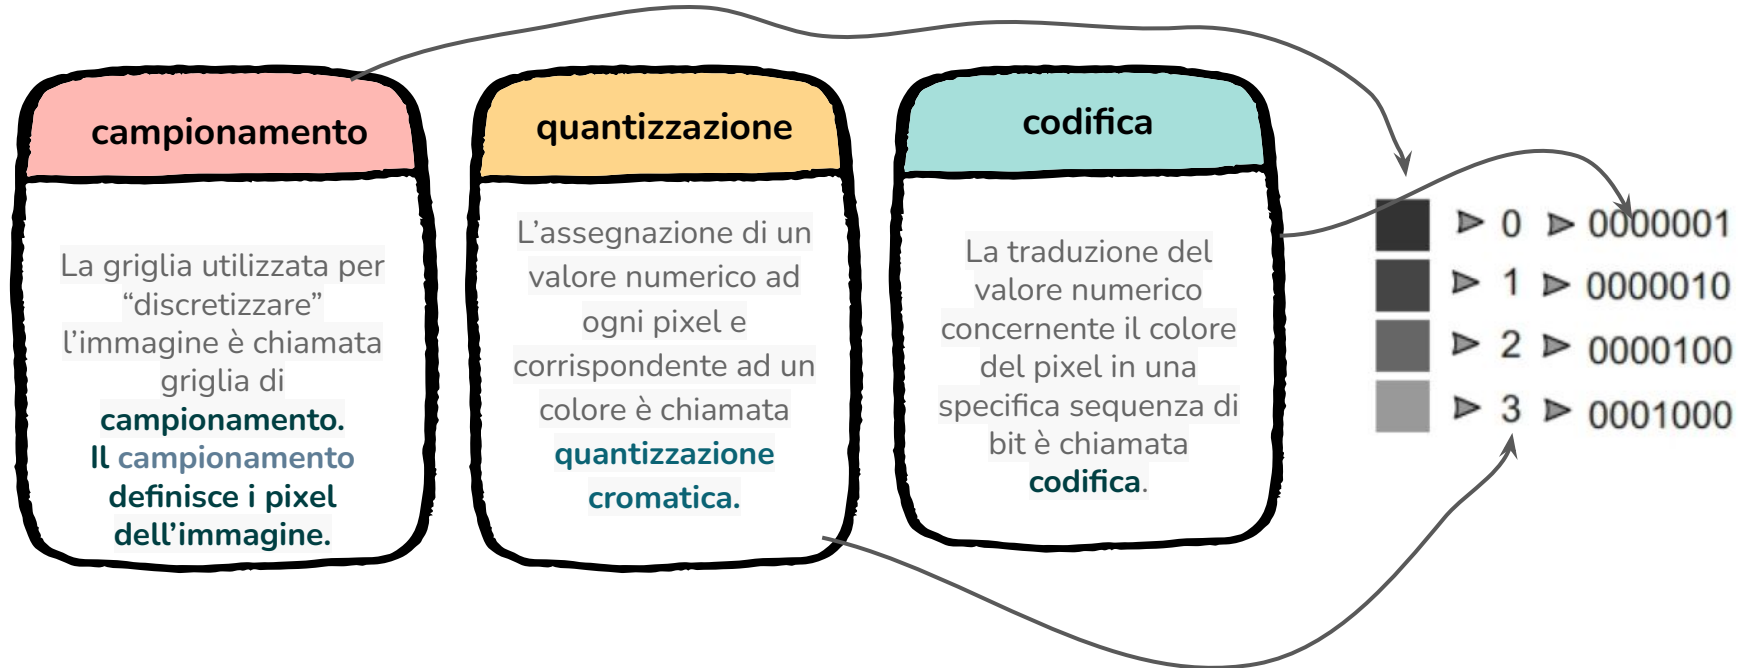 campionamento
La griglia utilizzata per
“discretizzare”
l’immagine è chiamata
griglia di
campionamento.
Il campionamento
definisce i pixel
dell’immagine.
quantizzazione
L’assegnazione di un
valore numerico ad
ogni pixel e
corrispondente ad un
colore è chiamata
quantizzazione
cromatica.
codifica
La traduzione del
valore numerico
concernente il colore
del pixel in una
specifica sequenza di
bit è chiamata
codifica.
0 0000001
1 0000010
2 0000100
3 0001000